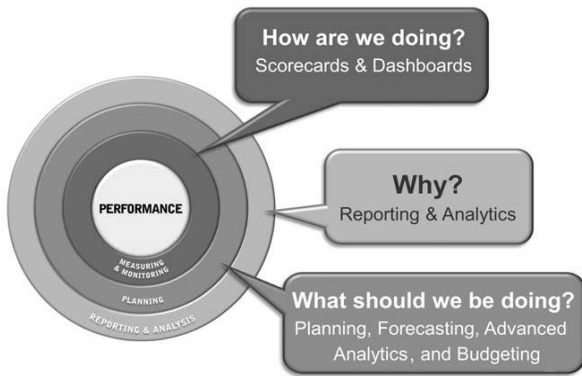 How are we doing?
Scorecards & Dashboards
PERFORMANCE
Why?
Reporting & Analytics
MEASURING
& MONITORING
PLANNING
REPORTING & ANALYSIS
What should we be doing?
Planning, Forecasting, Advanced
Analytics, and Budgeting